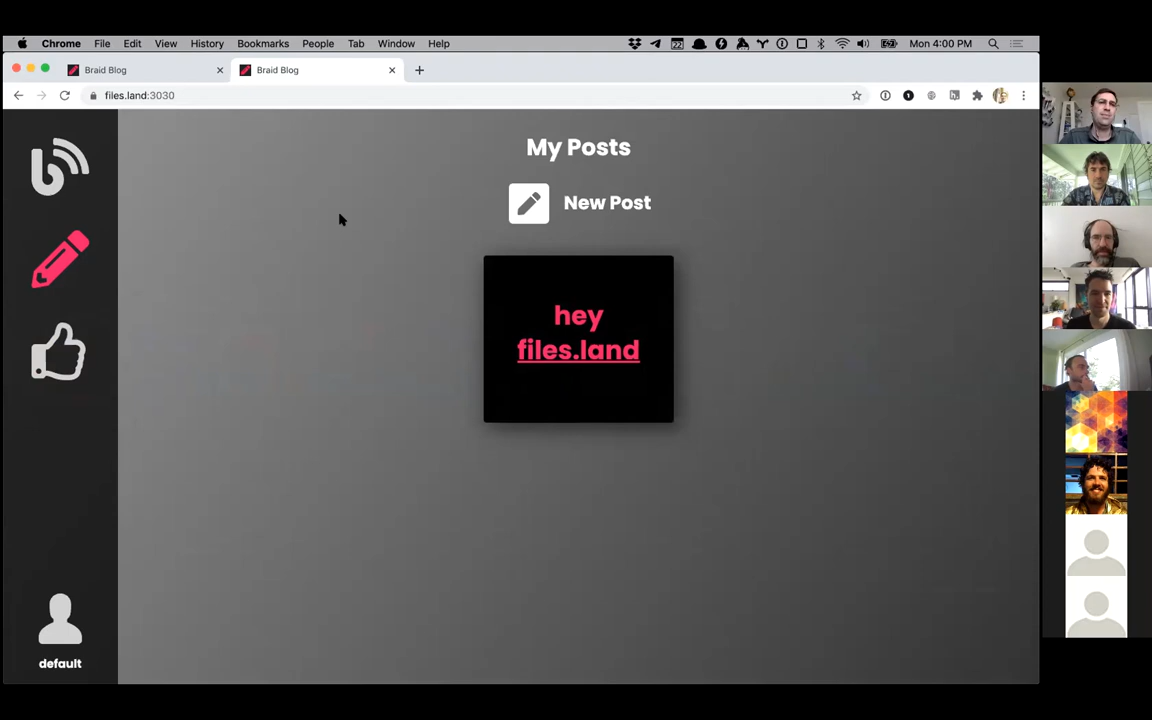 Chrome File Edit View History Bookmarks People Tab Window Help 22 Mon 4:00 PM
Braid Blog Braid Blog
files.land:3030
My Posts
New Post
hey
files.land
default